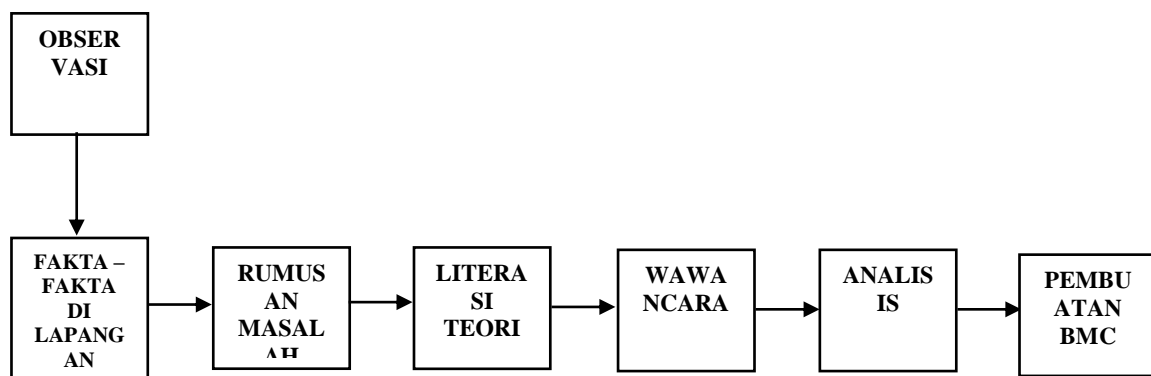 OBSER
VASI
FAKTA –
FAKTA
DI
LAPANG
AN
RUMUS
AN
MASAL
AH
LITERA
SI
TEORI
WAWA
NCARA
ANALIS
IS
PEMBU
ATAN
BMC